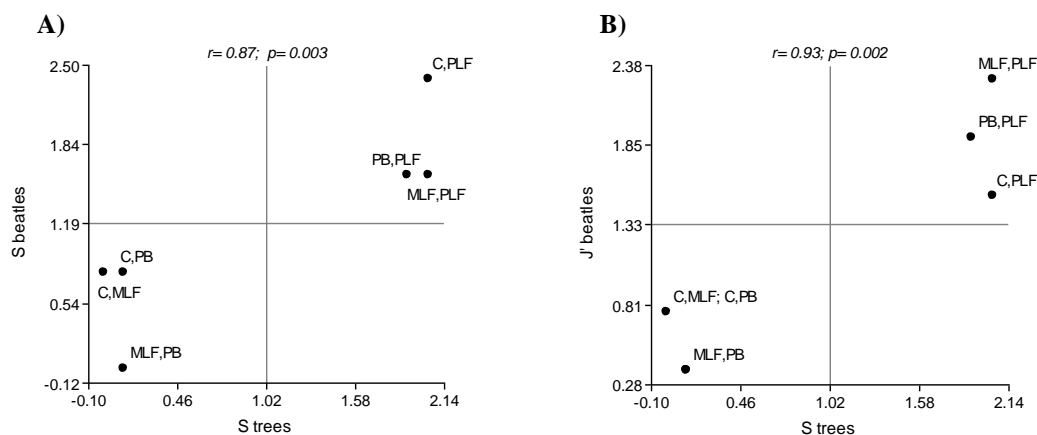 A)
r= 0.87; p= 0.003
2.50
1.84
1.19
0.54
-0.12
S beatles
C,PLF
PB,PLF
MLF,PLF
C,PB
C,MLF
MLF,PB
-0.10 0.46 1.02 1.58 2.14
S trees
B)
r= 0.93; p= 0.002
2.38
1.85
1.33
0.81
0.28
J' beatles
MLF,PLF
PB,PLF
C,PLF
C,MLF; C,PB
MLF,PB
-0.10 0.46 1.02 1.58 2.14
S trees